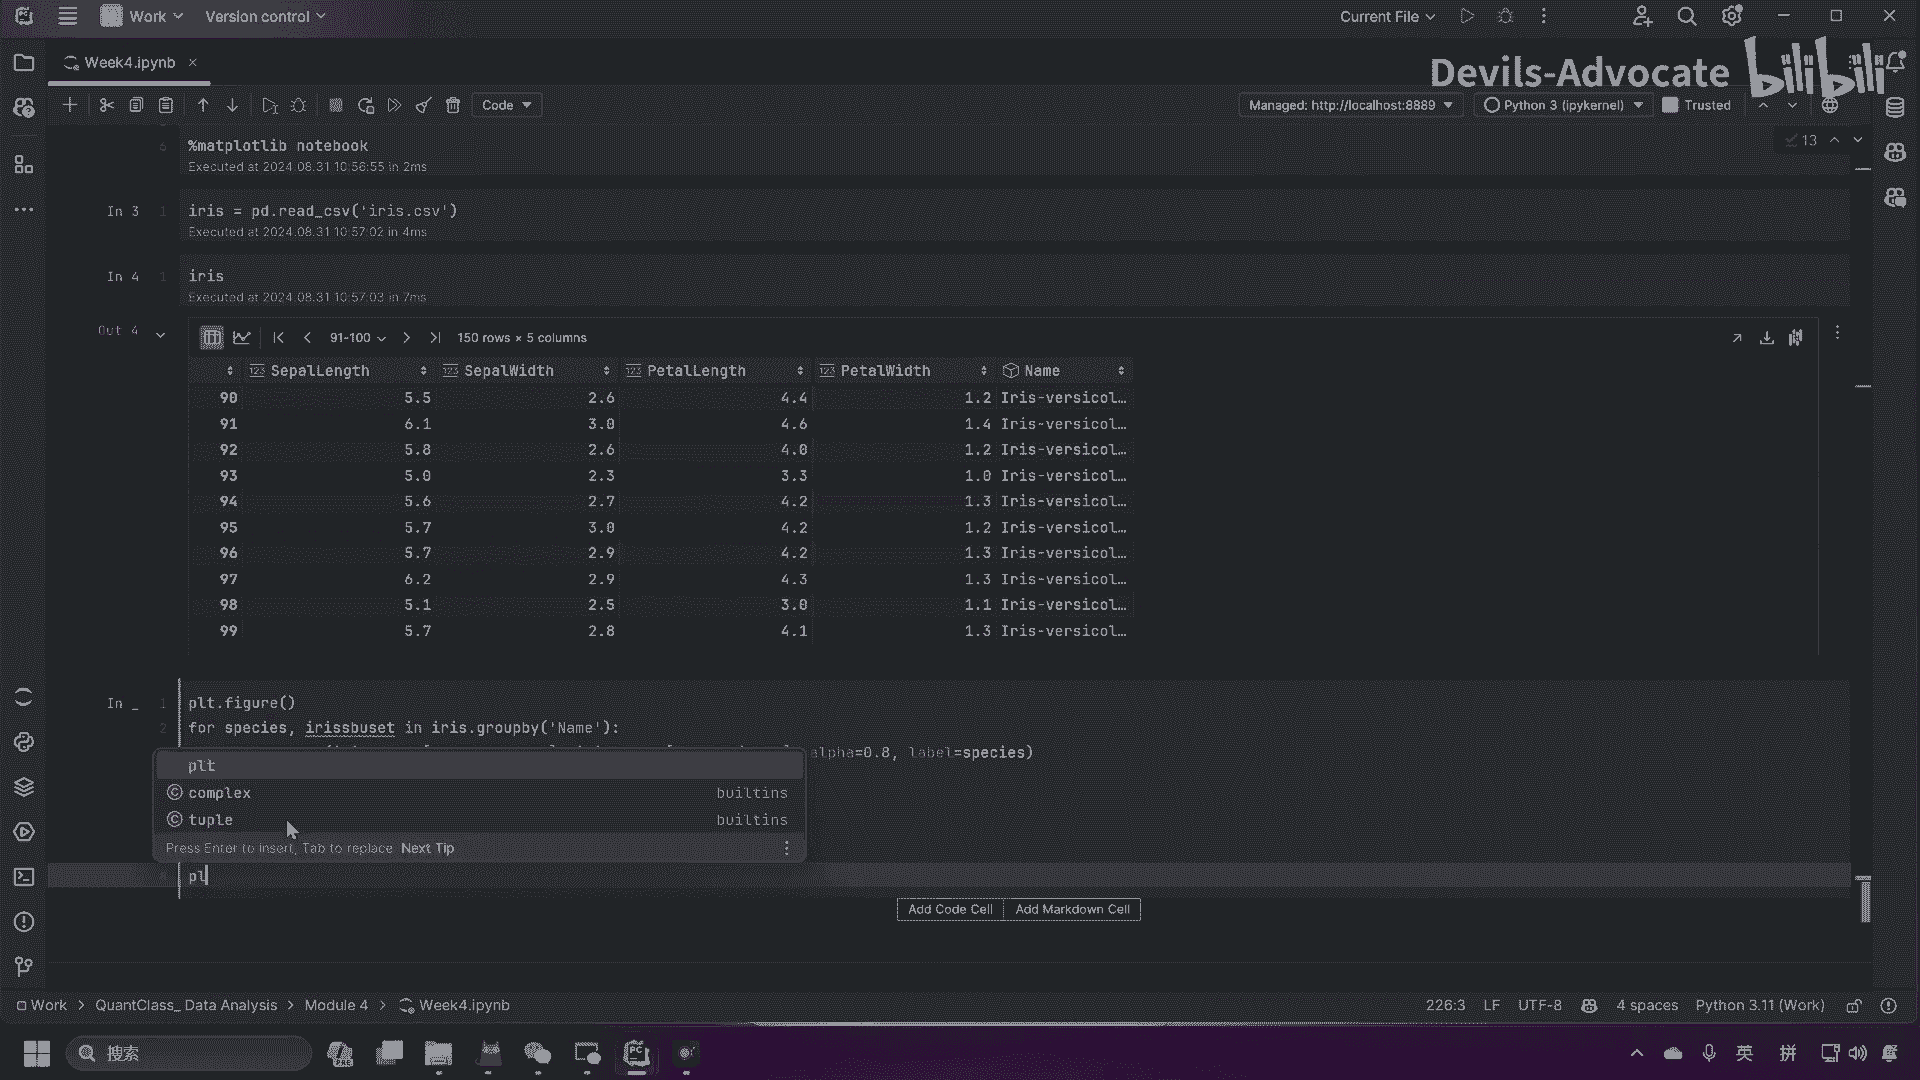 Work
Version control
Current File
Week4.ipynb
Devils-Advocate bilibili
Code
Managed: http://localhost:8889
Python 3 (ipykernel)
Trusted
6 %matplotlib notebook
13
Executed at 2024.08.31 10:56:55 in 2ms
In 3 1 iris = pd.read_csv('iris.csv')
Executed at 2024.08.31 10:57:02 in 4ms
In 4 1 iris
Executed at 2024.08.31 10:57:03 in 7ms
Out 4 91-100 150 rows × 5 columns
SepalLength SepalWidth PetalLength PetalWidth Name
90 5.5 2.6 4.4 1.2 Iris-versicol…
91 6.1 3.0 4.6 1.4 Iris-versicol…
92 5.8 2.6 4.0 1.2 Iris-versicol…
93 5.0 2.3 3.3 1.0 Iris-versicol…
94 5.6 2.7 4.2 1.3 Iris-versicol…
95 5.7 3.0 4.2 1.2 Iris-versicol…
96 5.7 2.9 4.2 1.3 Iris-versicol…
97 6.2 2.9 4.3 1.3 Iris-versicol…
98 5.1 2.5 3.0 1.1 Iris-versicol…
99 5.7 2.8 4.1 1.3 Iris-versicol…
In _ 1 plt.figure()
2 for species, irissbuset in iris.groupby('Name'):
alpha=0.8, label=species)
plt
complex builtins
tuple builtins
Press Enter to insert, Tab to replace Next Tip
8 pl
Add Code Cell Add Markdown Cell
Work > QuantClass_ Data Analysis > Module 4 > Week4.ipynb
226:3 LF UTF-8 4 spaces Python 3.11 (Work)
搜索
英 拼